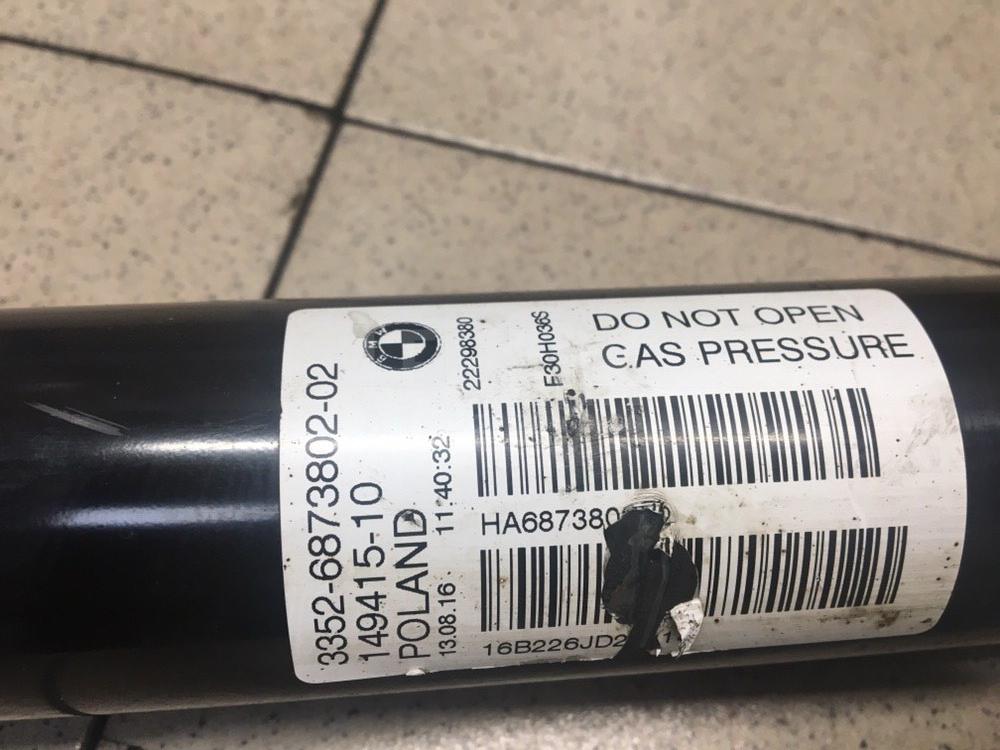 3352-6873802-02
149415-10
POLAND
13.08.16 11:40:32
BMW
22298380
F30H036S
DO NOT OPEN
GAS PRESSURE